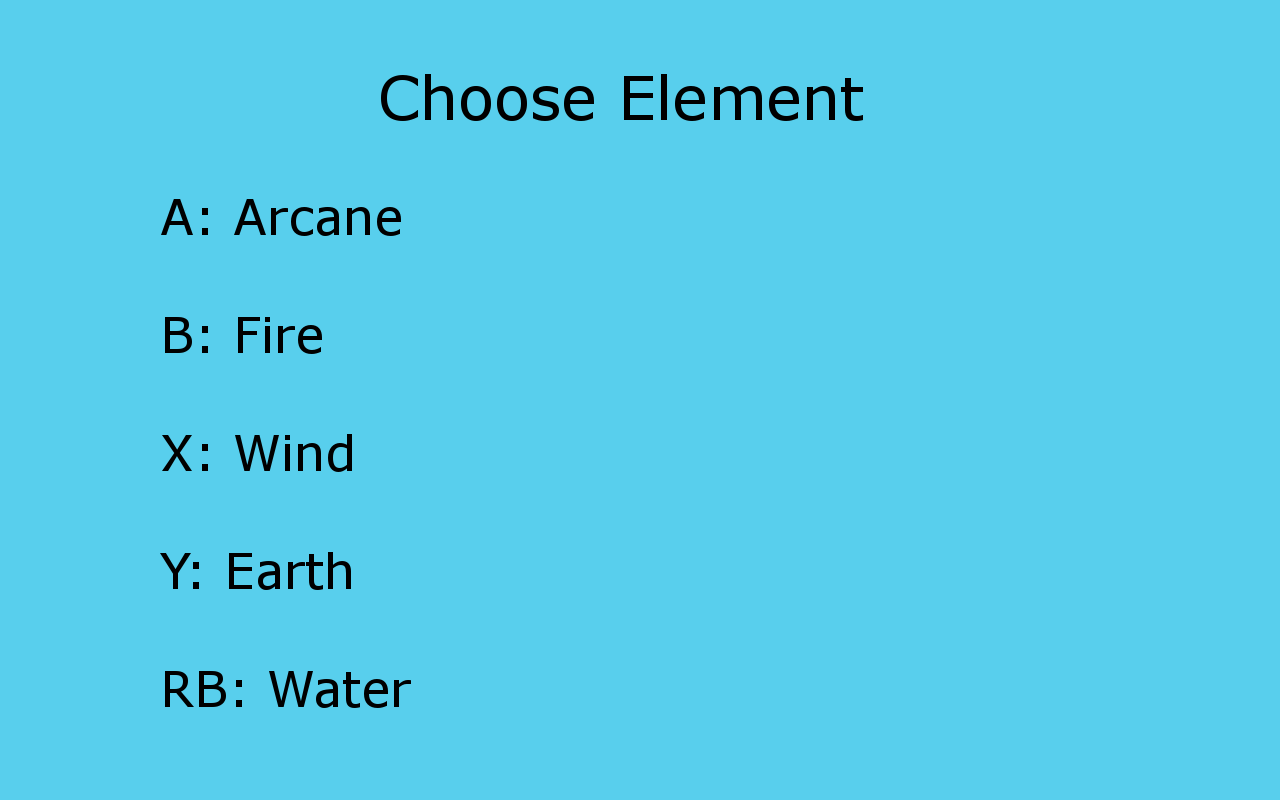 Choose Element
A: Arcane
B: Fire
X: Wind
Y: Earth
RB: Water